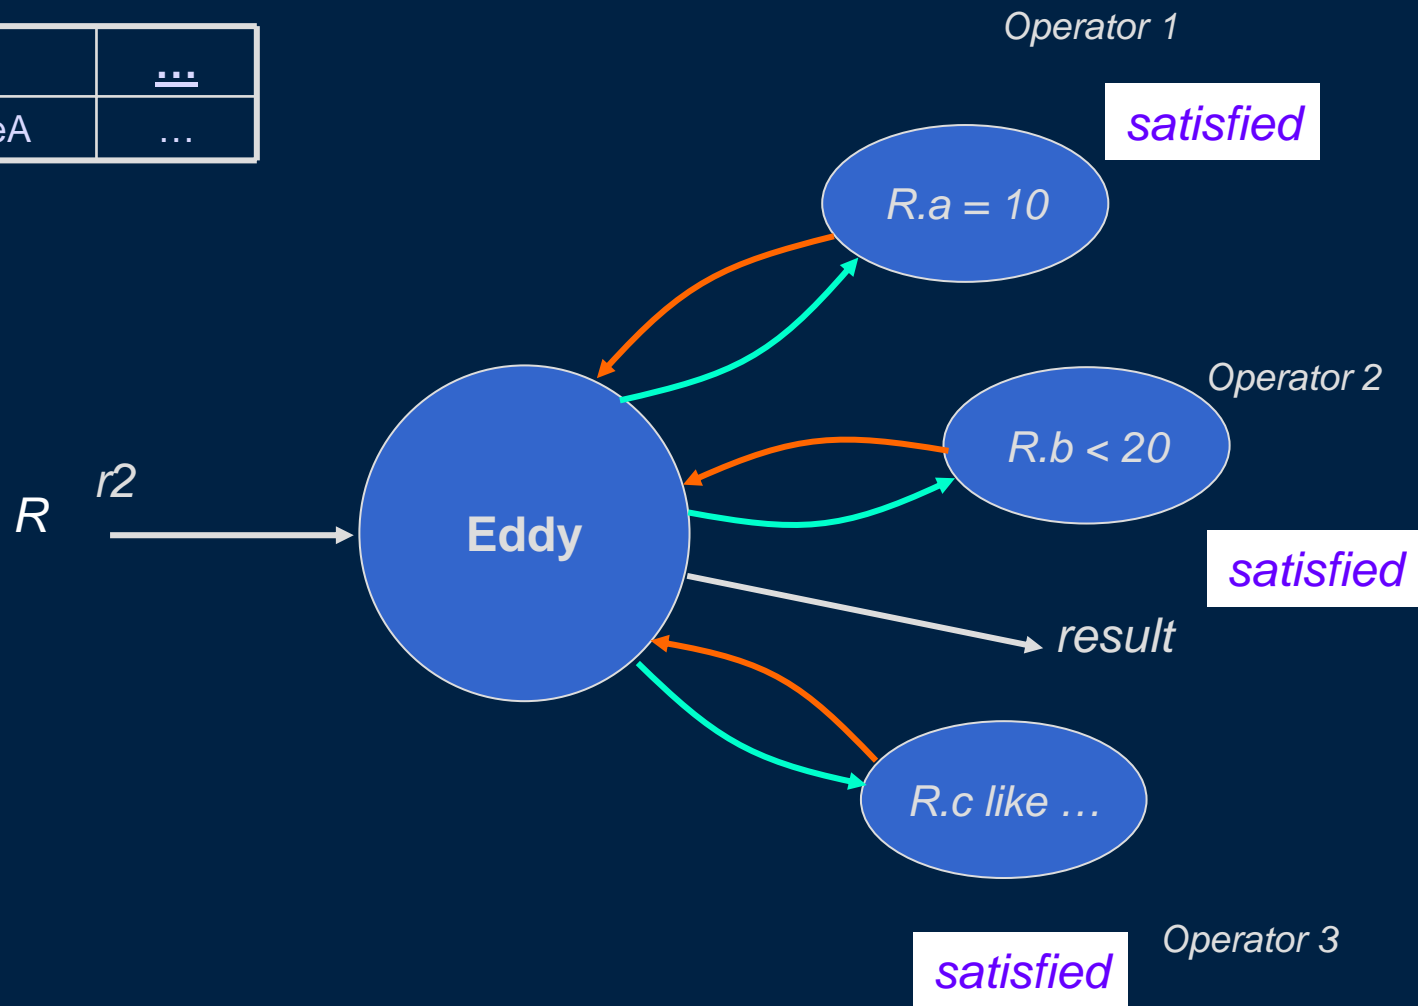 …
eA …
Operator 1
satisfied
R.a = 10
Operator 2
R.b < 20
r2
R
Eddy
satisfied
result
R.c like …
Operator 3
satisfied